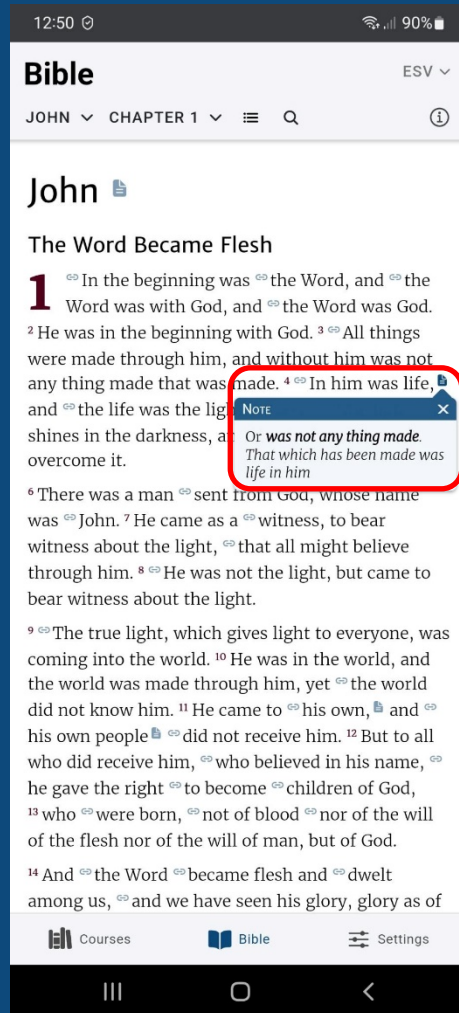 12:50 90%
Bible ESV
JOHN CHAPTER 1
John
The Word Became Flesh
1 In the beginning was the Word, and the
Word was with God, and the Word was God.
2 He was in the beginning with God. 3 All things
were made through him, and without him was not
any thing made that was made. 4 In him was life,
and the life was the ligh
NOTE
shines in the darkness, a
Or was not any thing made.
overcome it.
That which has been made was
life in him
6 There was a man sent from God, whose name
was John. 7 He came as a witness, to bear
witness about the light, that all might believe
through him. 8 He was not the light, but came to
bear witness about the light.
9 The true light, which gives light to everyone, was
coming into the world. 10 He was in the world, and
the world was made through him, yet the world
did not know him. 11 He came to his own, and
his own people did not receive him. 12 But to all
who did receive him, who believed in his name,
he gave the right to become children of God,
13 who were born, not of blood nor of the will
of the flesh nor of the will of man, but of God.
14 And the Word became flesh and dwelt
among us, and we have seen his glory, glory as of
Courses Bible Settings